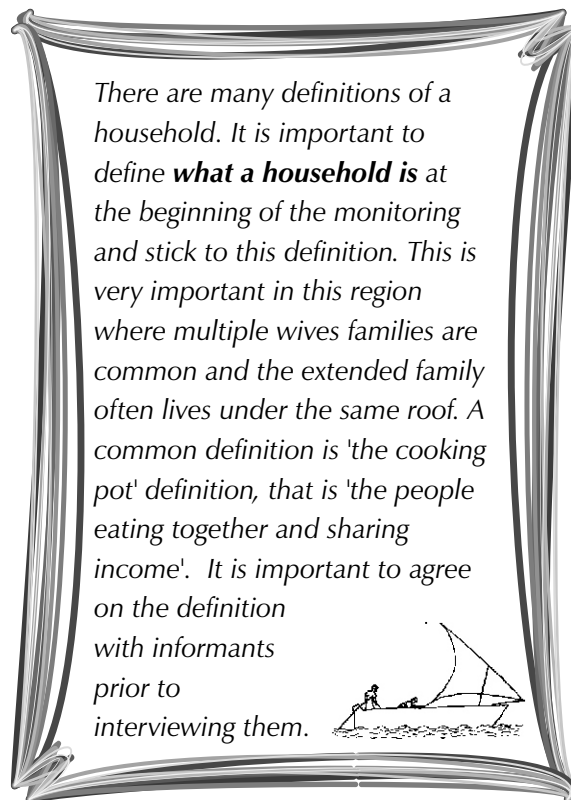 There are many definitions of a
household. It is important to
define what a household is at
the beginning of the monitoring
and stick to this definition. This is
very important in this region
where multiple wives families are
common and the extended family
often lives under the same roof. A
common definition is 'the cooking
pot' definition, that is 'the people
eating together and sharing
income'.  It is important to agree
on the definition
with informants
prior to
interviewing them.